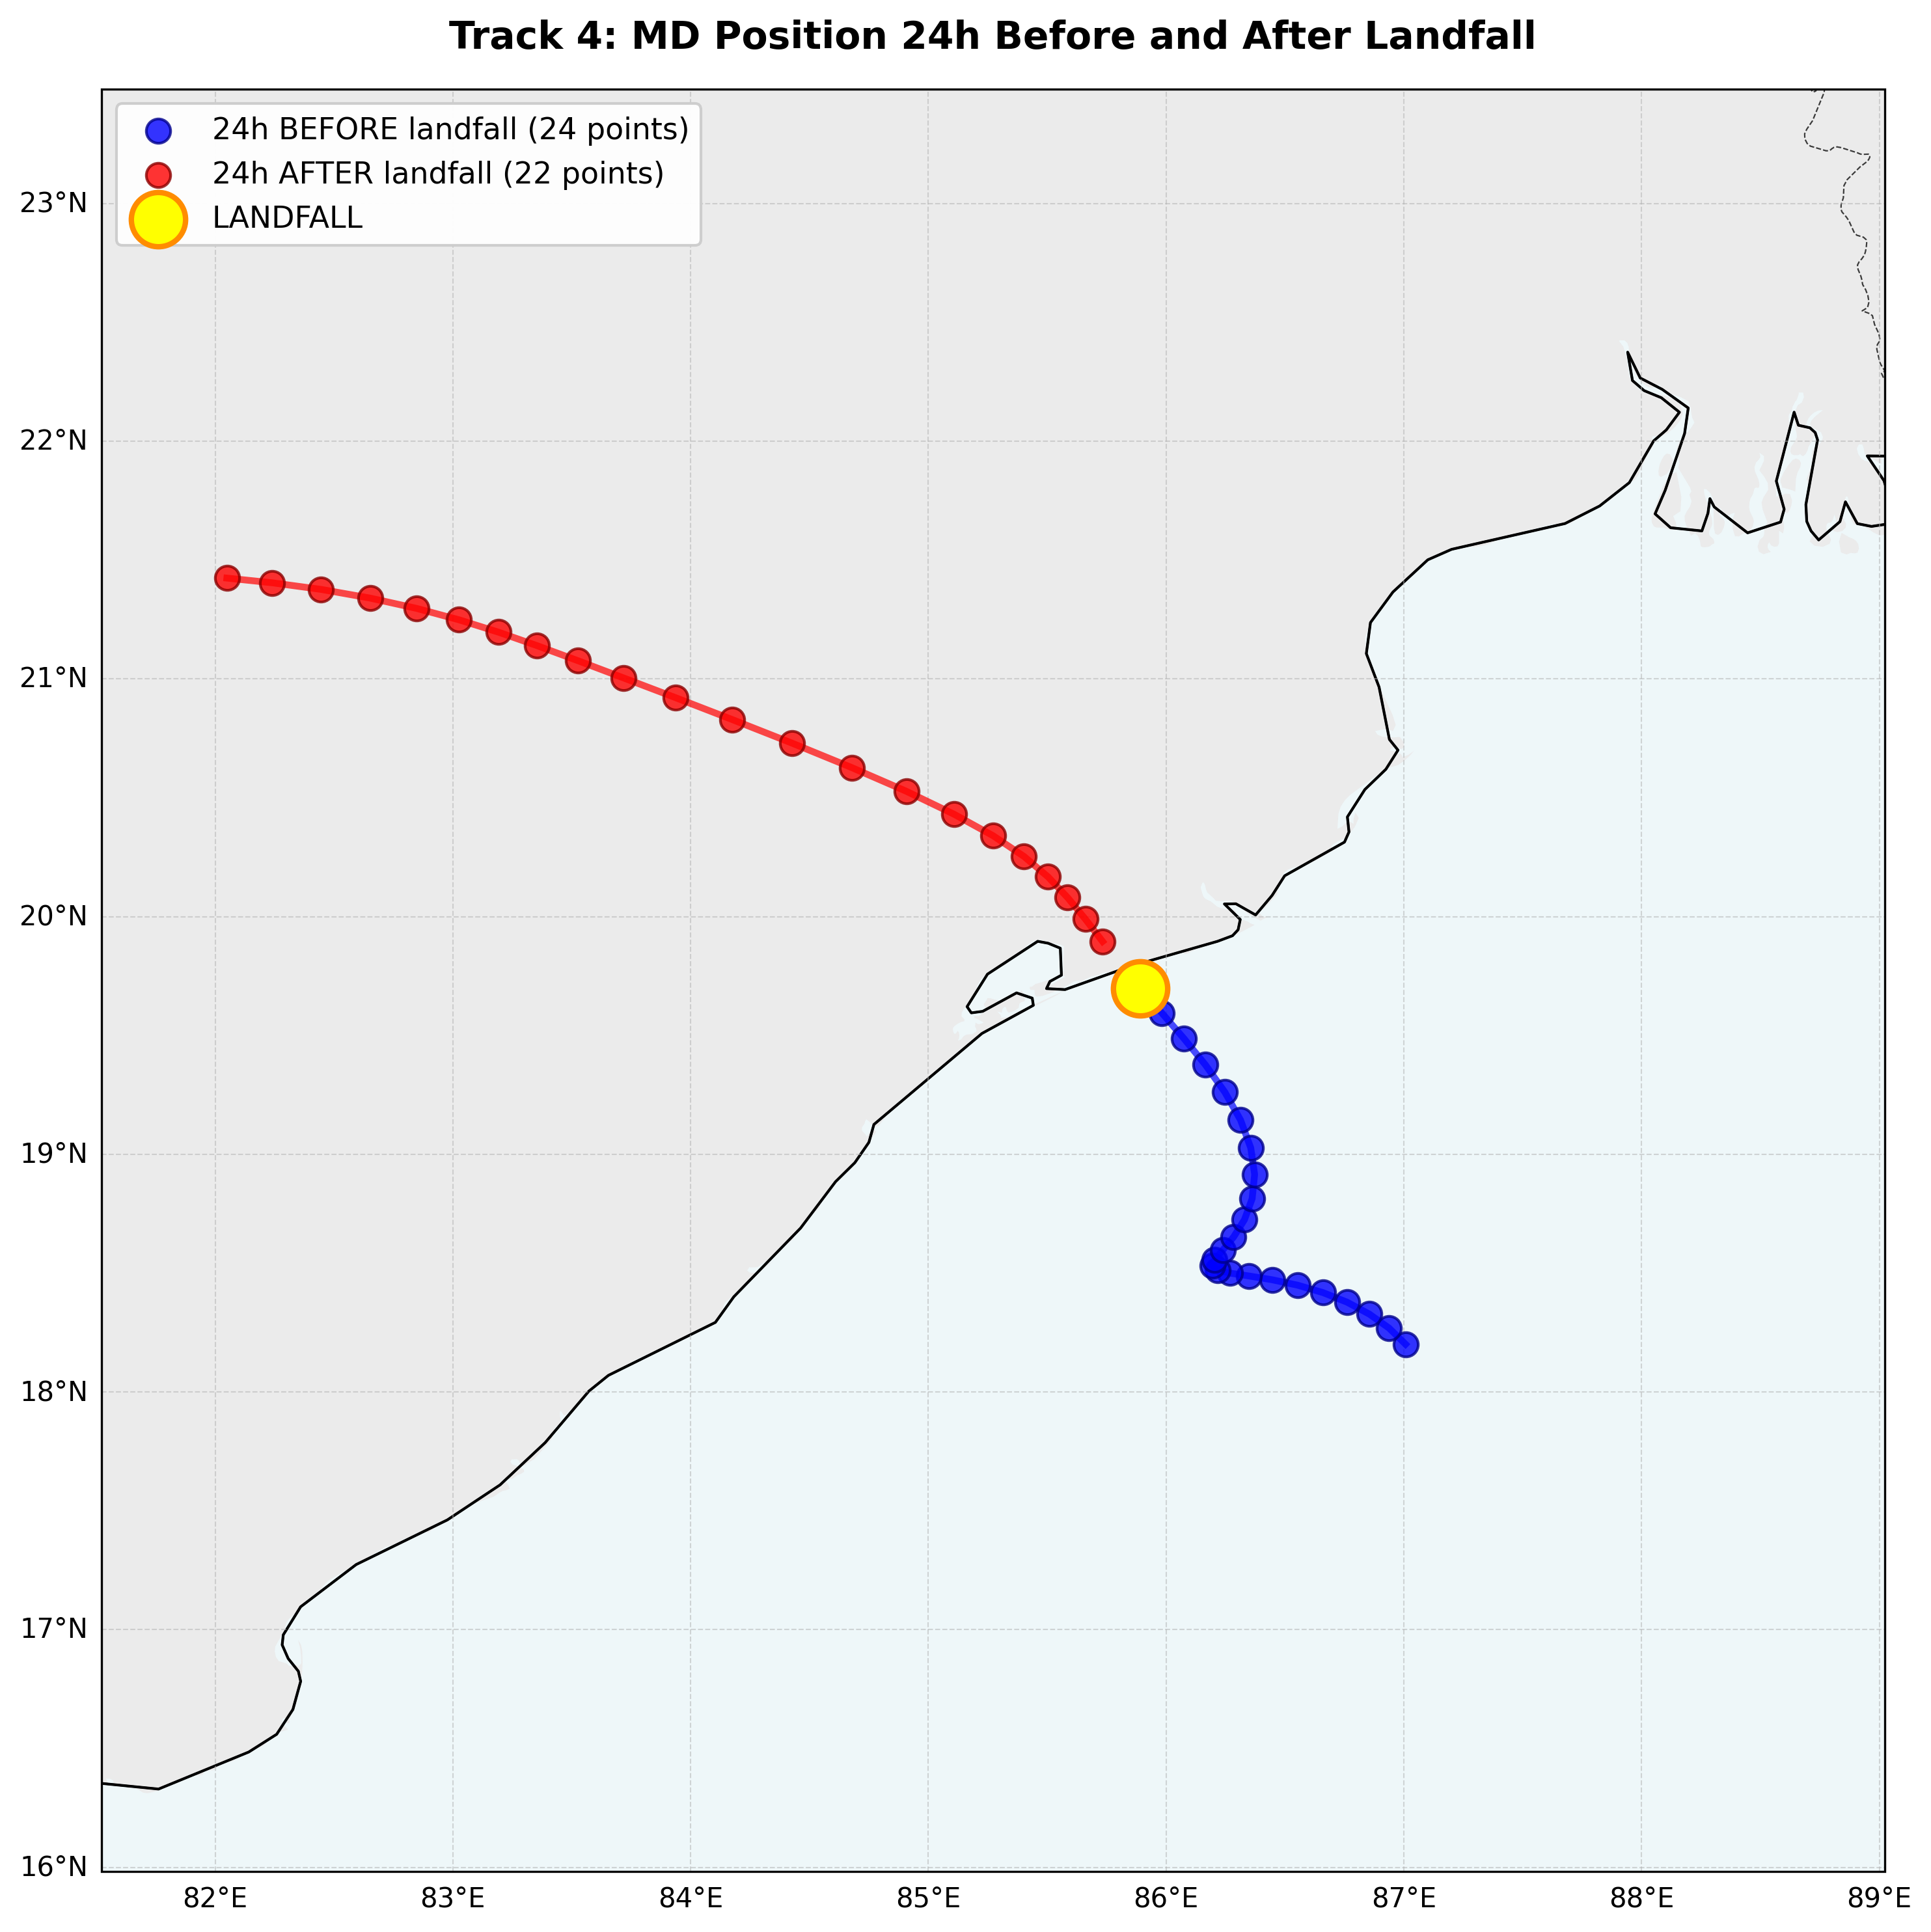 Track 4: MD Position 24h Before and After Landfall
24h BEFORE landfall (24 points)
24h AFTER landfall (22 points)
LANDFALL
23°N
22°N
21°N
20°N
19°N
18°N
17°N
16°N
82°E 83°E 84°E 85°E 86°E 87°E 88°E 89°E